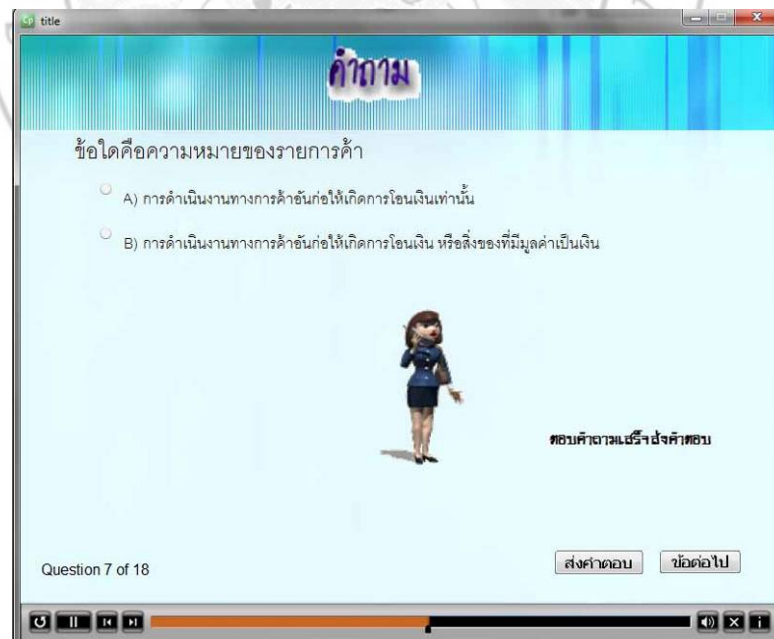 Cp title
คำถาม
ข้อใดคือความหมายของรายการค้า
A) การดำเนินงานทางการค้าอันก่อให้เกิดการโอนเงินเท่านั้น
B) การดำเนินงานทางการค้าอันก่อให้เกิดการโอนเงิน หรือสิ่งของที่มีมูลค่าเป็นเงิน
ตอบคำถามเสร็จส่งคำตอบ
Question 7 of 18
ส่งคำตอบ ข้อต่อไป